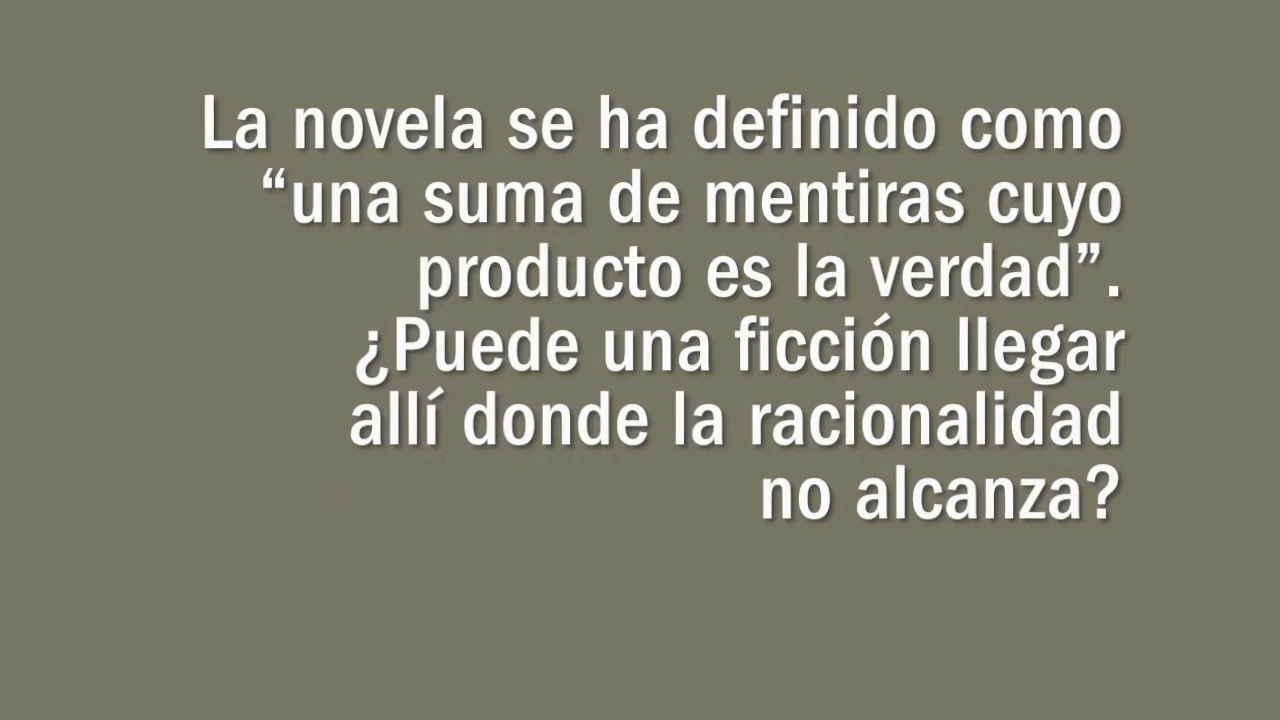 La novela se ha definido como
“una suma de mentiras cuyo
producto es la verdad”.
¿Puede una ficción llegar
allí donde la racionalidad
no alcanza?